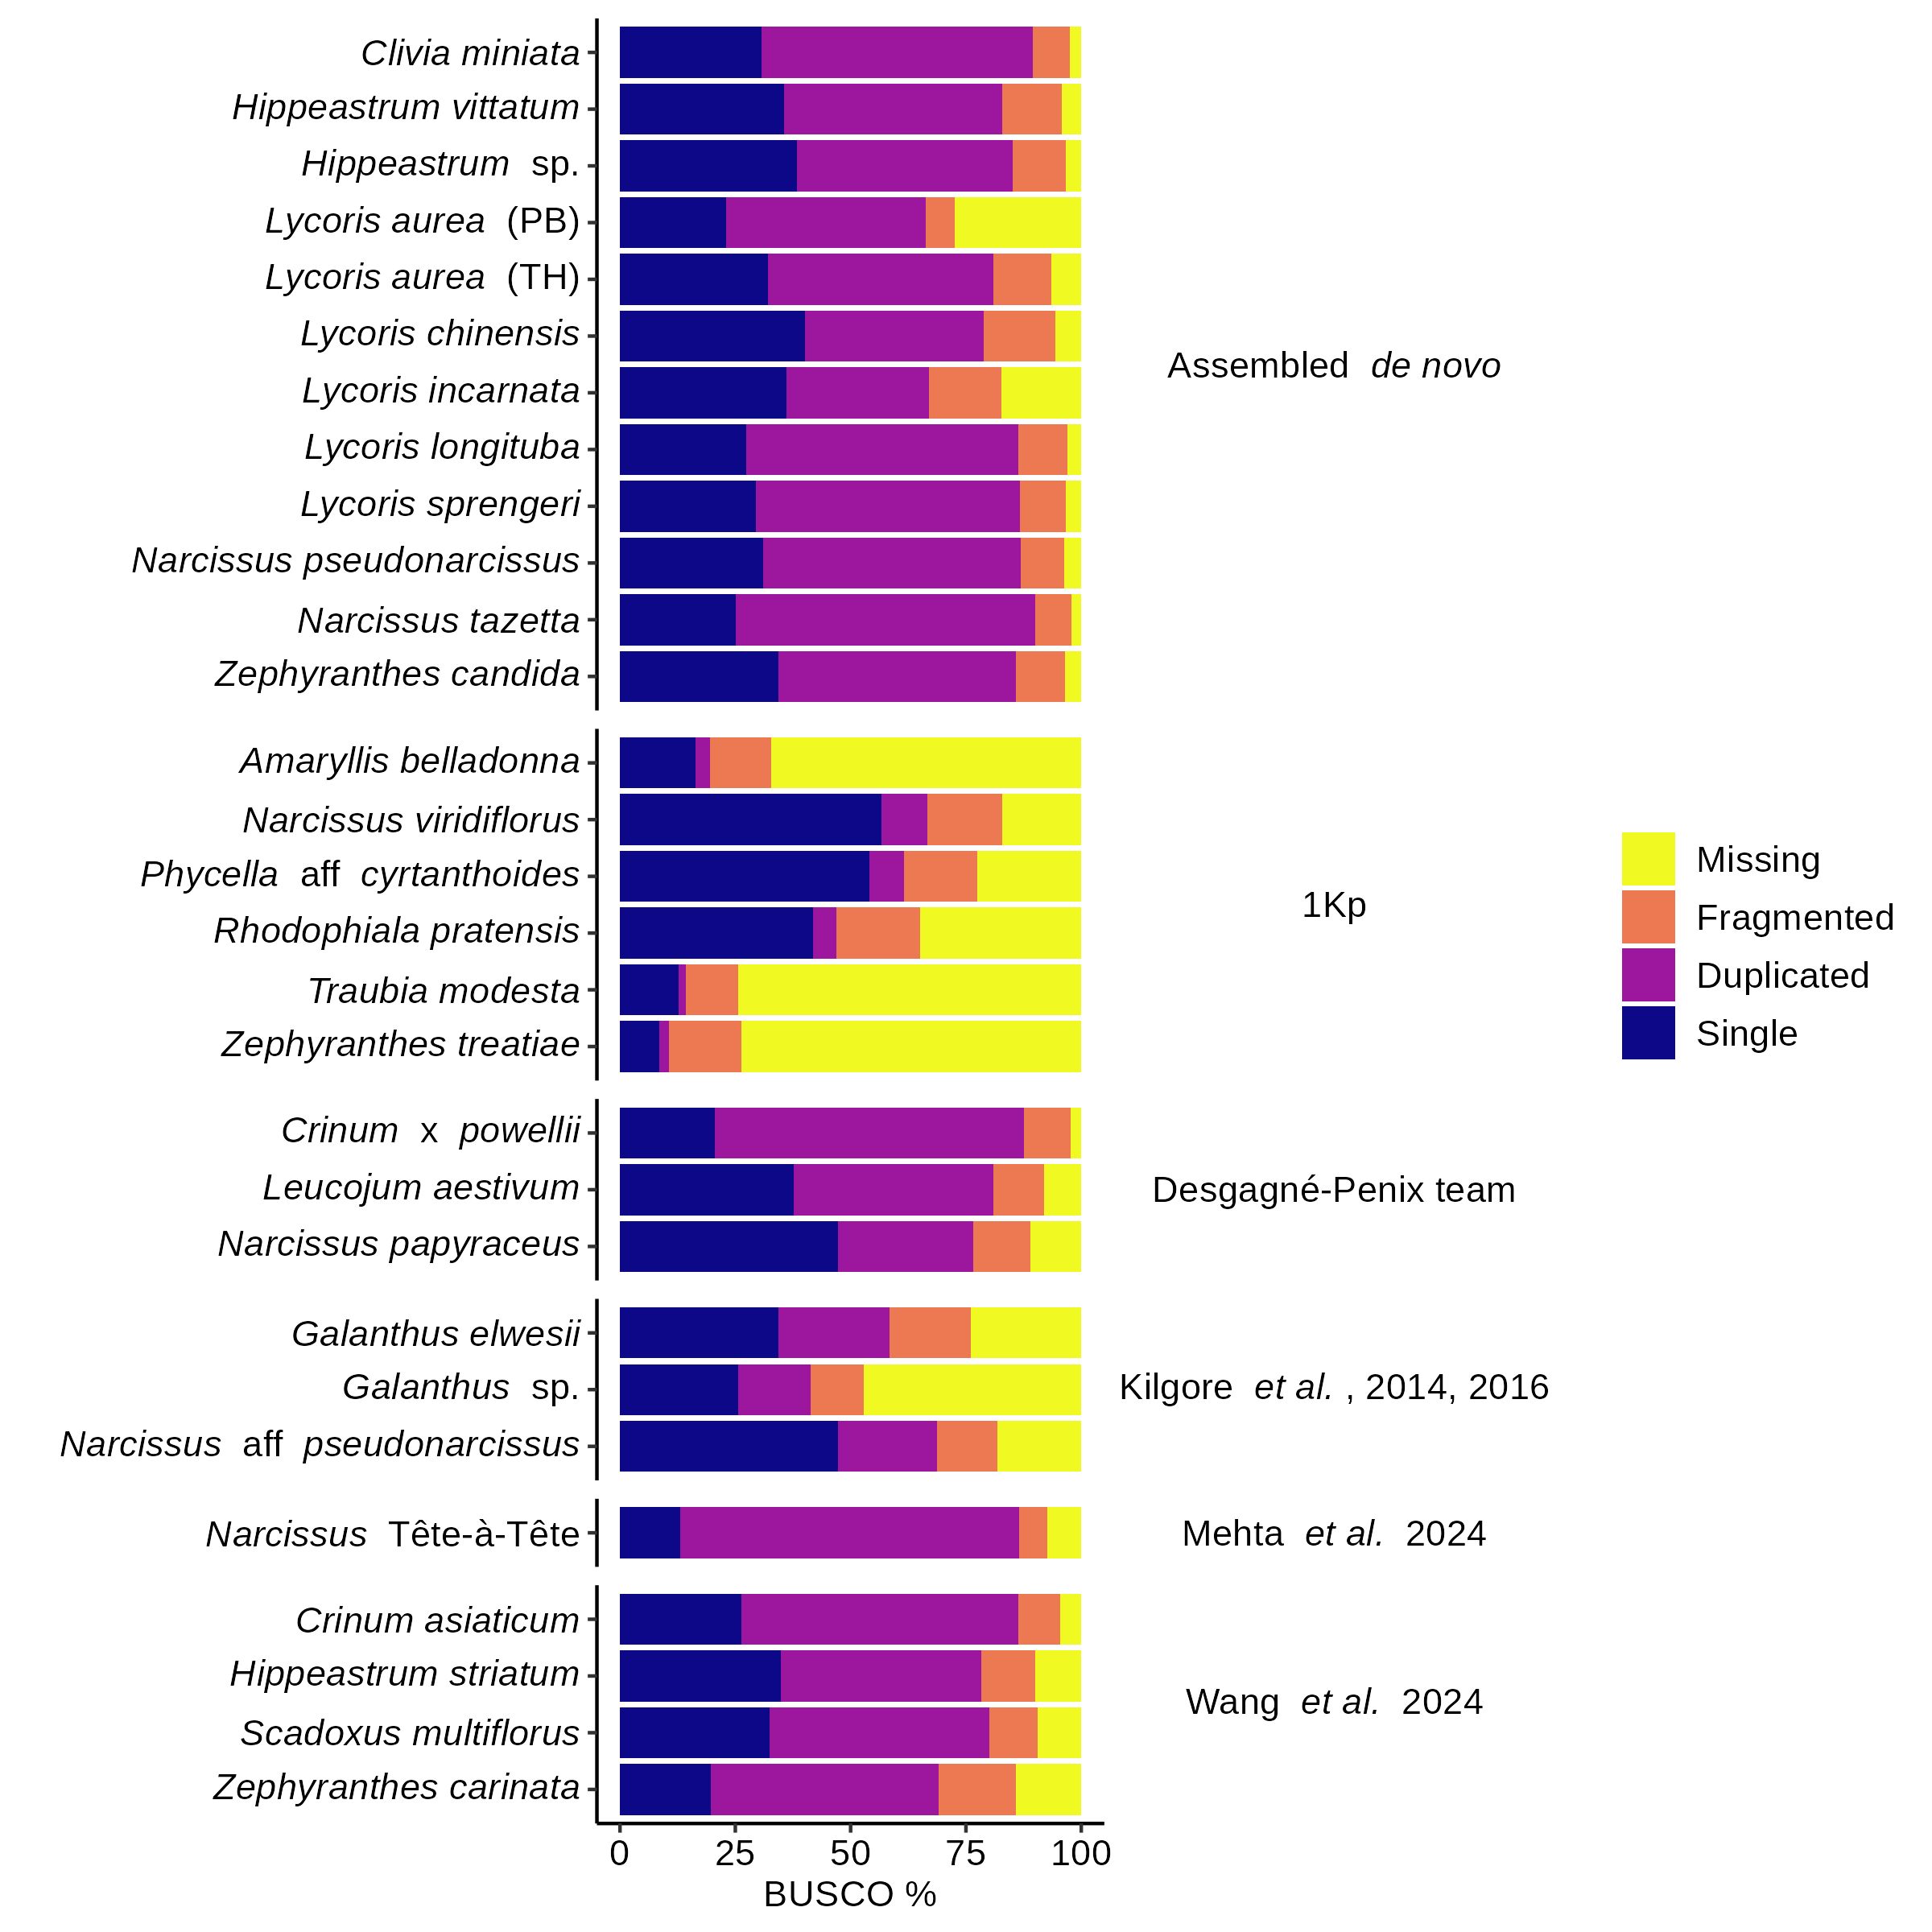 Clivia miniata
Hippeastrum vittatum
Hippeastrum sp.
Lycoris aurea (PB)
Lycoris aurea (TH)
Lycoris chinensis
Lycoris incarnata
Lycoris longituba
Lycoris sprengeri
Narcissus pseudonarcissus
Narcissus tazetta
Zephyranthes candida
Assembled de novo
Amaryllis belladonna
Narcissus viridiflorus
Phycella aff cyrtanthoides
Rhodophiala pratensis
Traubia modesta
Zephyranthes treatiae
1Kp
Crinum x powellii
Leucojum aestivum
Narcissus papyraceus
Desgagné-Penix team
Galanthus elwesii
Galanthus sp.
Narcissus aff pseudonarcissus
Kilgore et al. , 2014, 2016
Narcissus Tête-à-Tête
Mehta et al. 2024
Crinum asiaticum
Hippeastrum striatum
Scadoxus multiflorus
Zephyranthes carinata
Wang et al. 2024
0 25 50 75 100
BUSCO %
Missing
Fragmented
Duplicated
Single